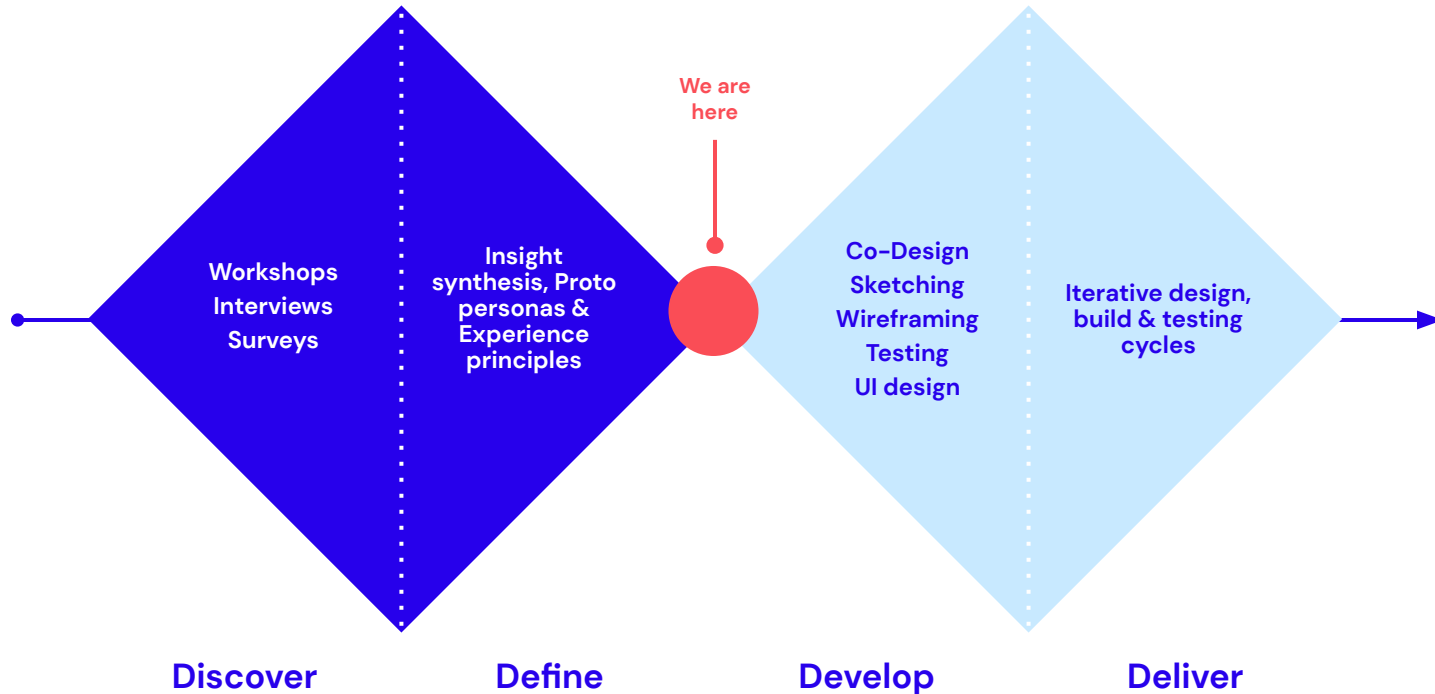 We are
here
Workshops
Interviews
Surveys
Insight
synthesis, Proto
personas &
Experience
principles
Co-Design
Sketching
Wireframing
Testing
UI design
Iterative design,
build & testing
cycles
Discover
Define
Develop
Deliver